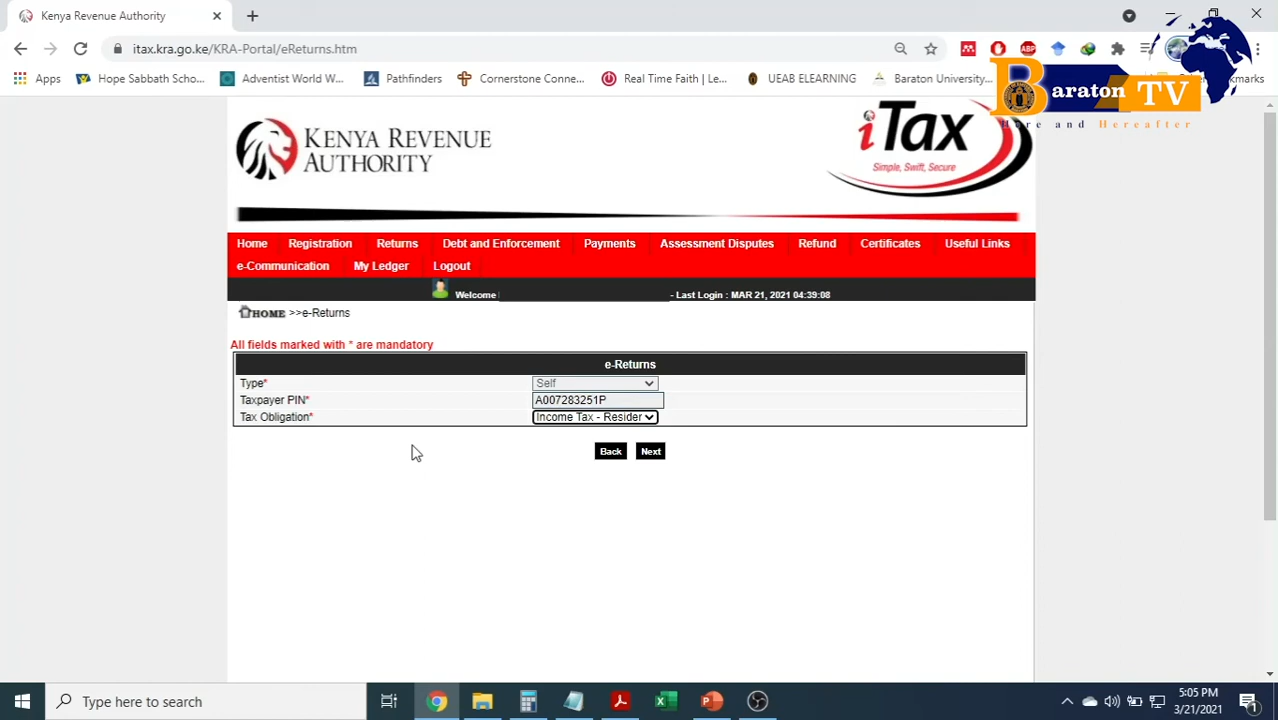 Kenya Revenue Authority
itax.kra.go.ke/KRA-Portal/eReturns.htm
ABP
Apps
Hope Sabbath Scho...
Adventist World W...
Pathfinders
Cornerstone Conne...
Real Time Faith | Le...
UEAB ELEARNING
Baraton University...
kmarks
Baraton TV
Here and Hereafter
KENYA REVENUE
AUTHORITY
iTax
Simple, Swift, Secure
Home Registration Returns Debt and Enforcement Payments Assessment Disputes Refund Certificates Useful Links
e-Communication My Ledger Logout
Welcome - Last Login : MAR 21, 2021 04:39:08
HOME >>e-Returns
All fields marked with * are mandatory
e-Returns
Type* Self
Taxpayer PIN* A007283251P
Tax Obligation* Income Tax - Resider
Back Next
Type here to search
5:05 PM
3/21/2021
1